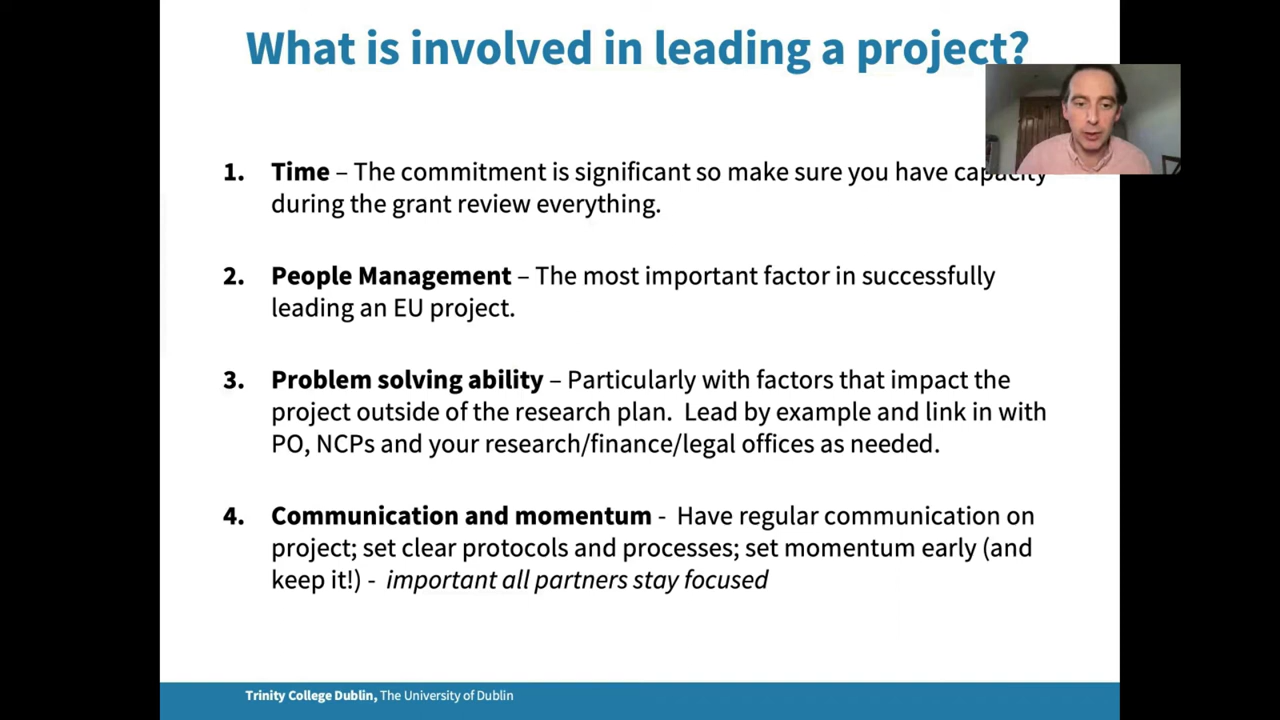 What is involved in leading a project?
1. Time – The commitment is significant so make sure you have capacity
during the grant review everything.
2. People Management – The most important factor in successfully
leading an EU project.
3. Problem solving ability – Particularly with factors that impact the
project outside of the research plan. Lead by example and link in with
PO, NCPs and your research/finance/legal offices as needed.
4. Communication and momentum - Have regular communication on
project; set clear protocols and processes; set momentum early (and
keep it!) - important all partners stay focused
Trinity College Dublin, The University of Dublin